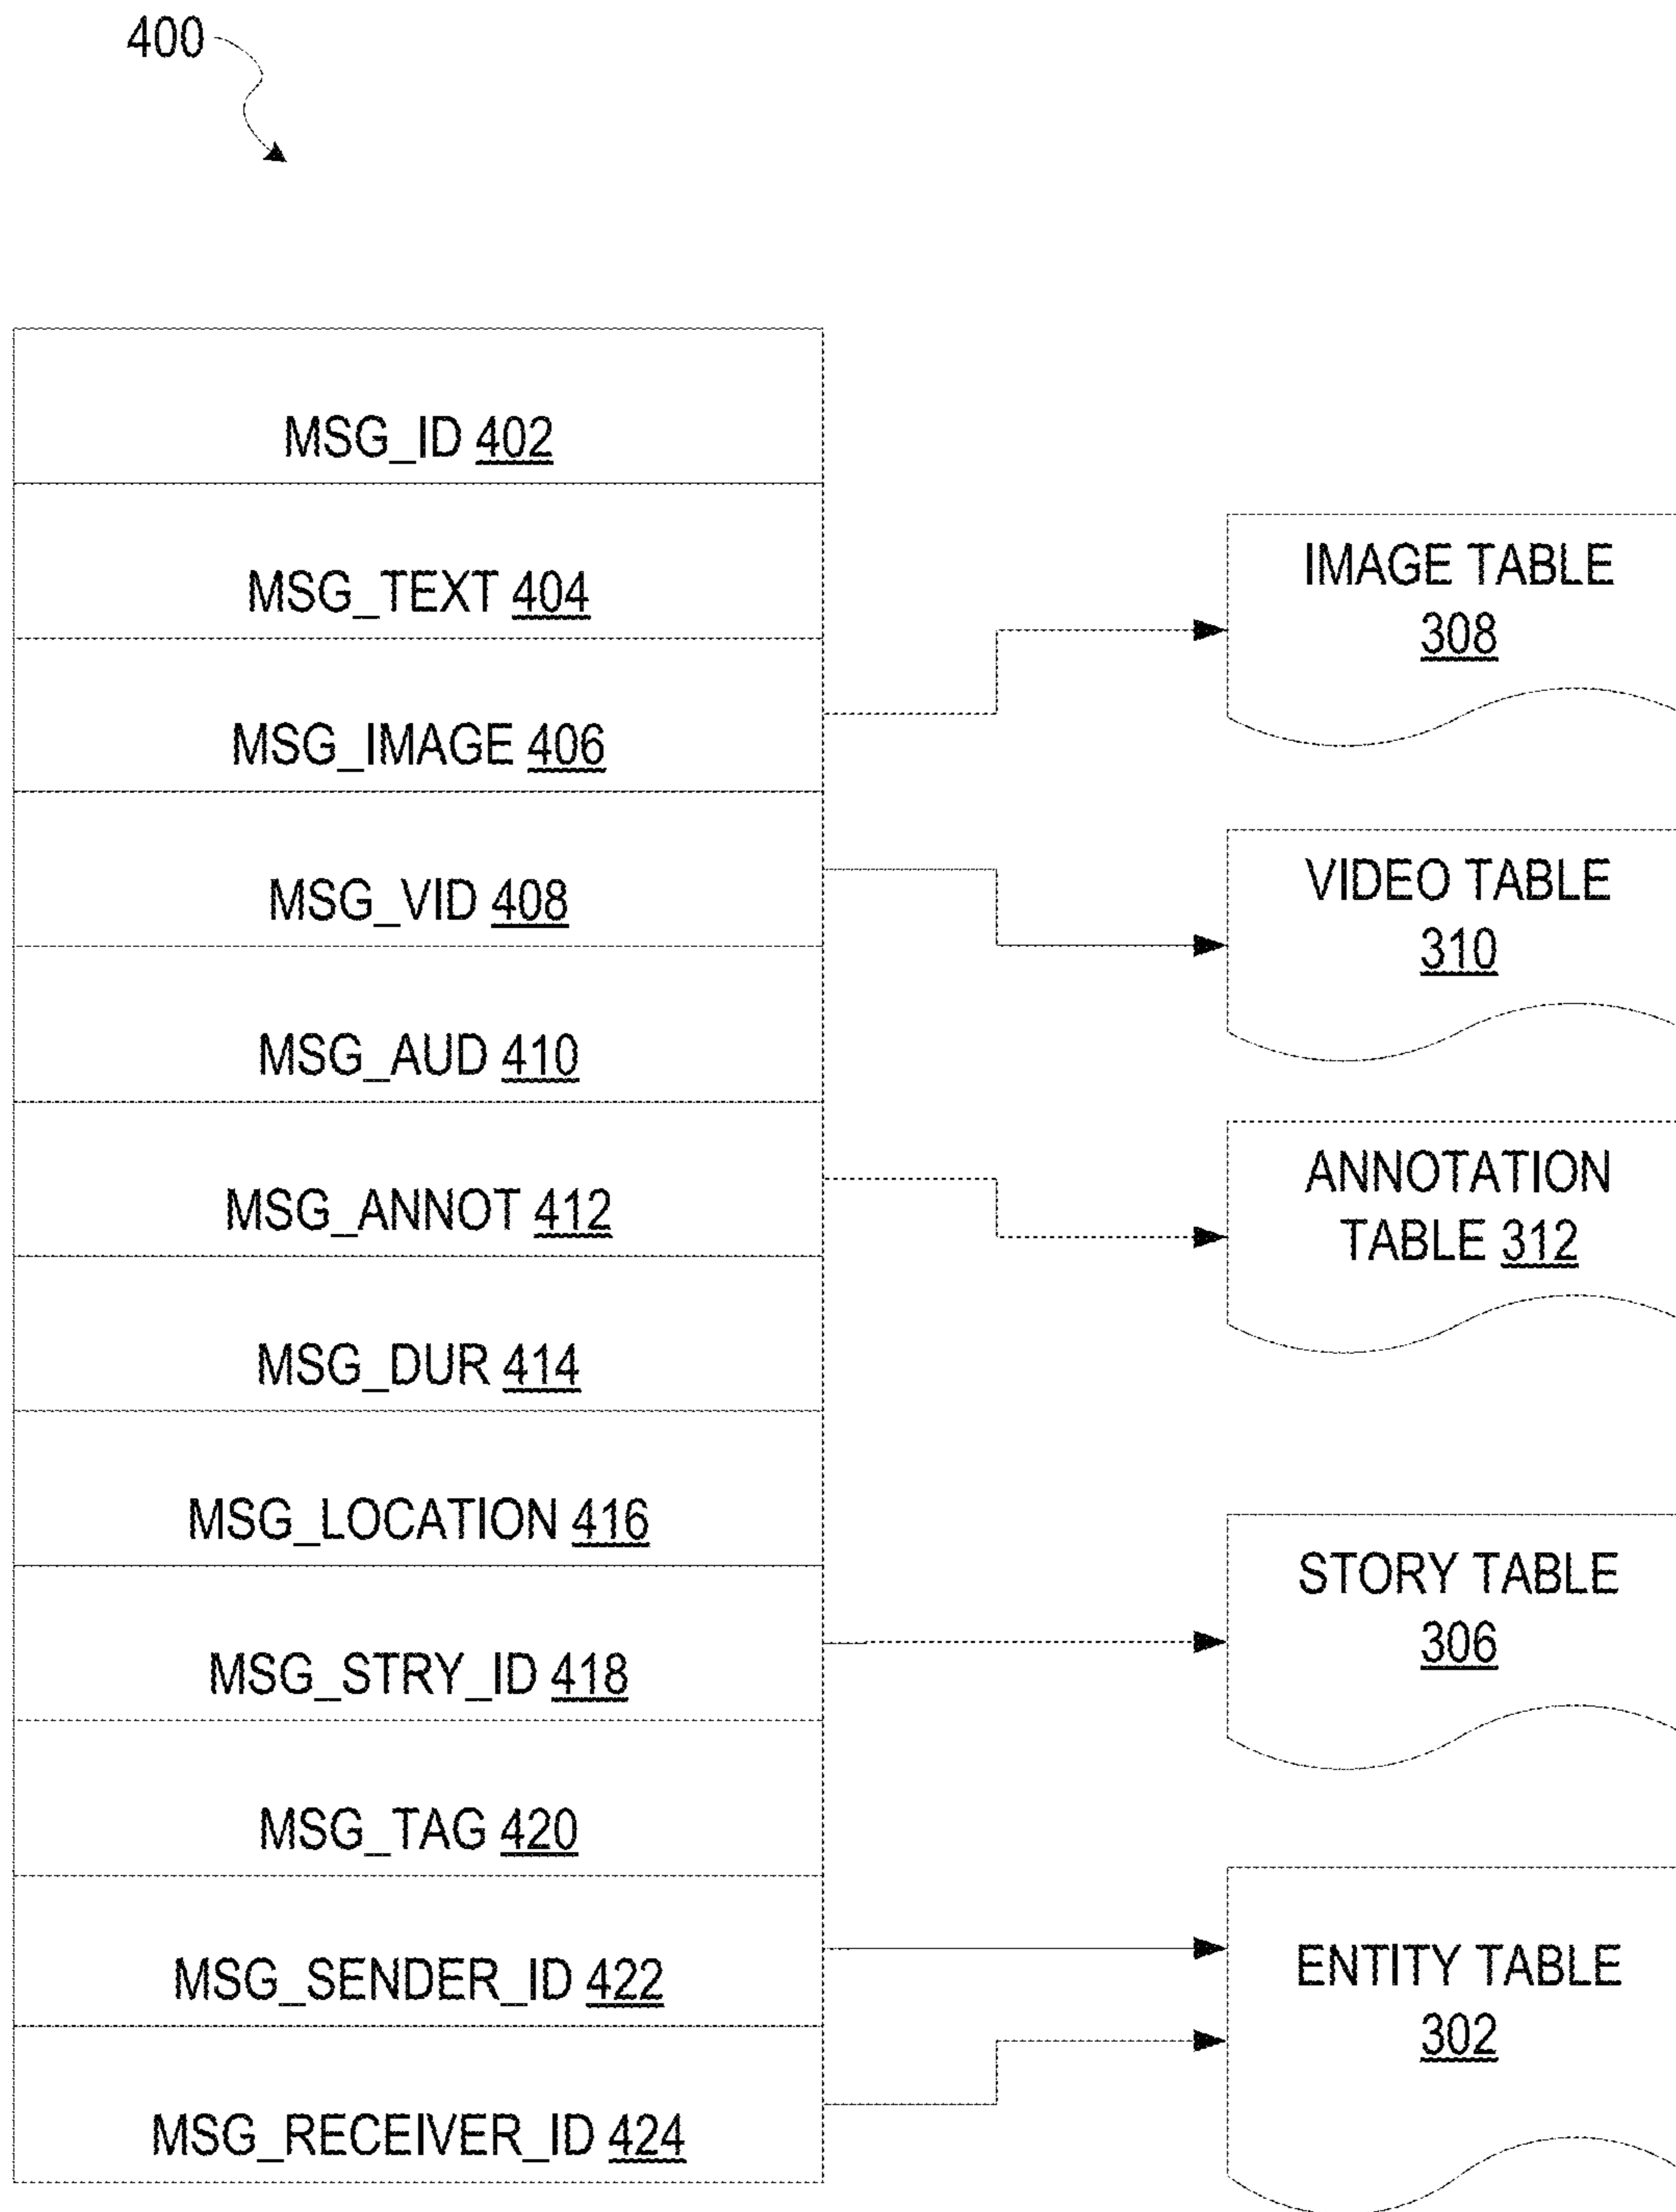 400
MSG_ID 402
MSG_TEXT 404
MSG_IMAGE 406
MSG_VID 408
MSG_AUD 410
MSG_ANNOT 412
MSG_DUR 414
MSG_LOCATION 416
MSG_STRY_ID 418
MSG_TAG 420
MSG_SENDER_ID 422
MSG_RECEIVER_ID 424
IMAGE TABLE
308
VIDEO TABLE
310
ANNOTATION
TABLE 312
STORY TABLE
306
ENTITY TABLE
302